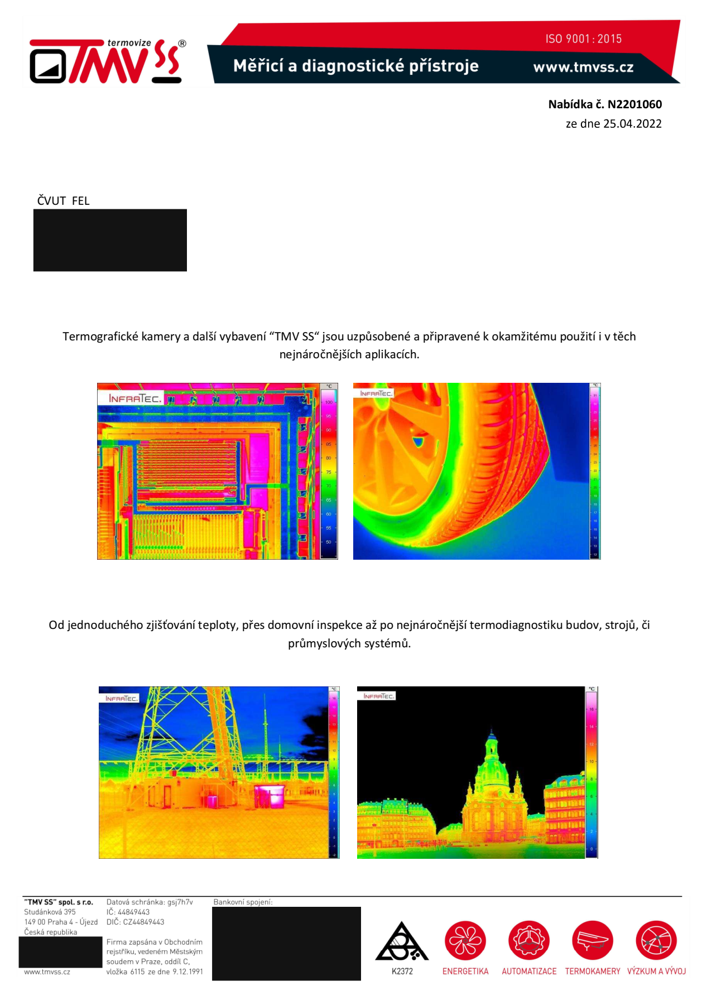 termovize
TMV SS®
ISO 9001 : 2015
Měřicí a diagnostické přístroje
www.tmvss.cz
Nabídka č. N2201060
ze dne 25.04.2022
ČVUT FEL
Termografické kamery a další vybavení “TMV SS“ jsou uzpůsobené a připravené k okamžitému použití i v těch
nejnáročnějších aplikacích.
INFRATEC.
°C
100
95
90
85
80
75
70
65
60
55
50
INFRATEC.
°C
Od jednoduchého zjišťování teploty, přes domovní inspekce až po nejnáročnější termodiagnostiku budov, strojů, či
průmyslových systémů.
INFRATEC.
°C
INFRATEC.
°C
16
14
12
10
8
6
4
2
0
”TMV SS” spol. s r.o.
Studánková 395
149 00 Praha 4 - Újezd
Česká republika
www.tmvss.cz
Datová schránka: gsj7h7v
IČ: 44849443
DIČ: CZ44849443
Firma zapsána v Obchodním
rejstříku, vedeném Městským
soudem v Praze, oddíl C,
vložka 6115 ze dne 9.12.1991
Bankovní spojení:
K2372
ENERGETIKA
AUTOMATIZACE
TERMOKAMERY
VÝZKUM A VÝVOJ